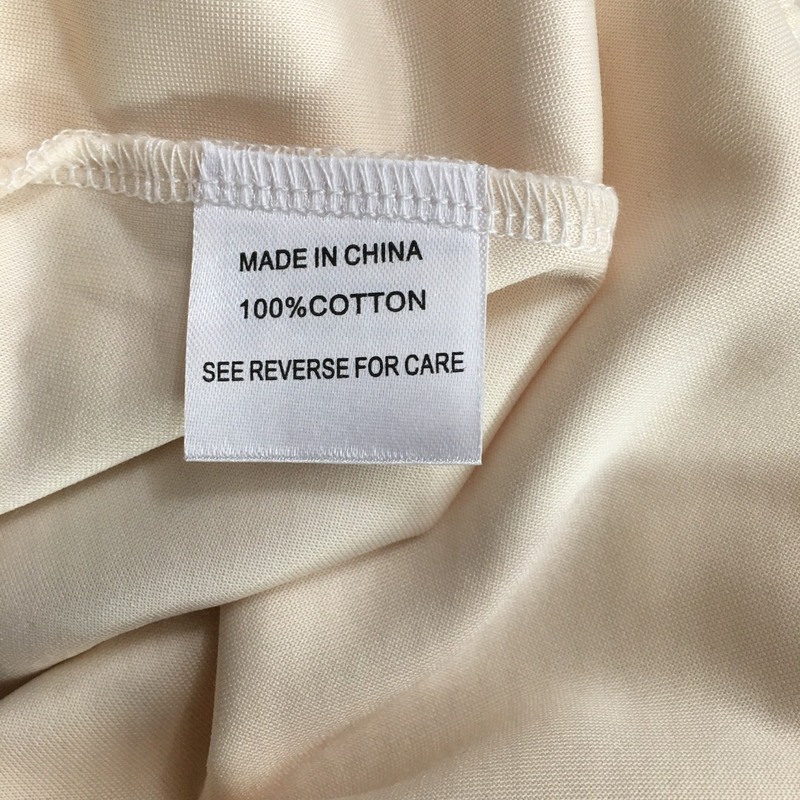 MADE IN CHINA
100%COTTON
SEE REVERSE FOR CARE